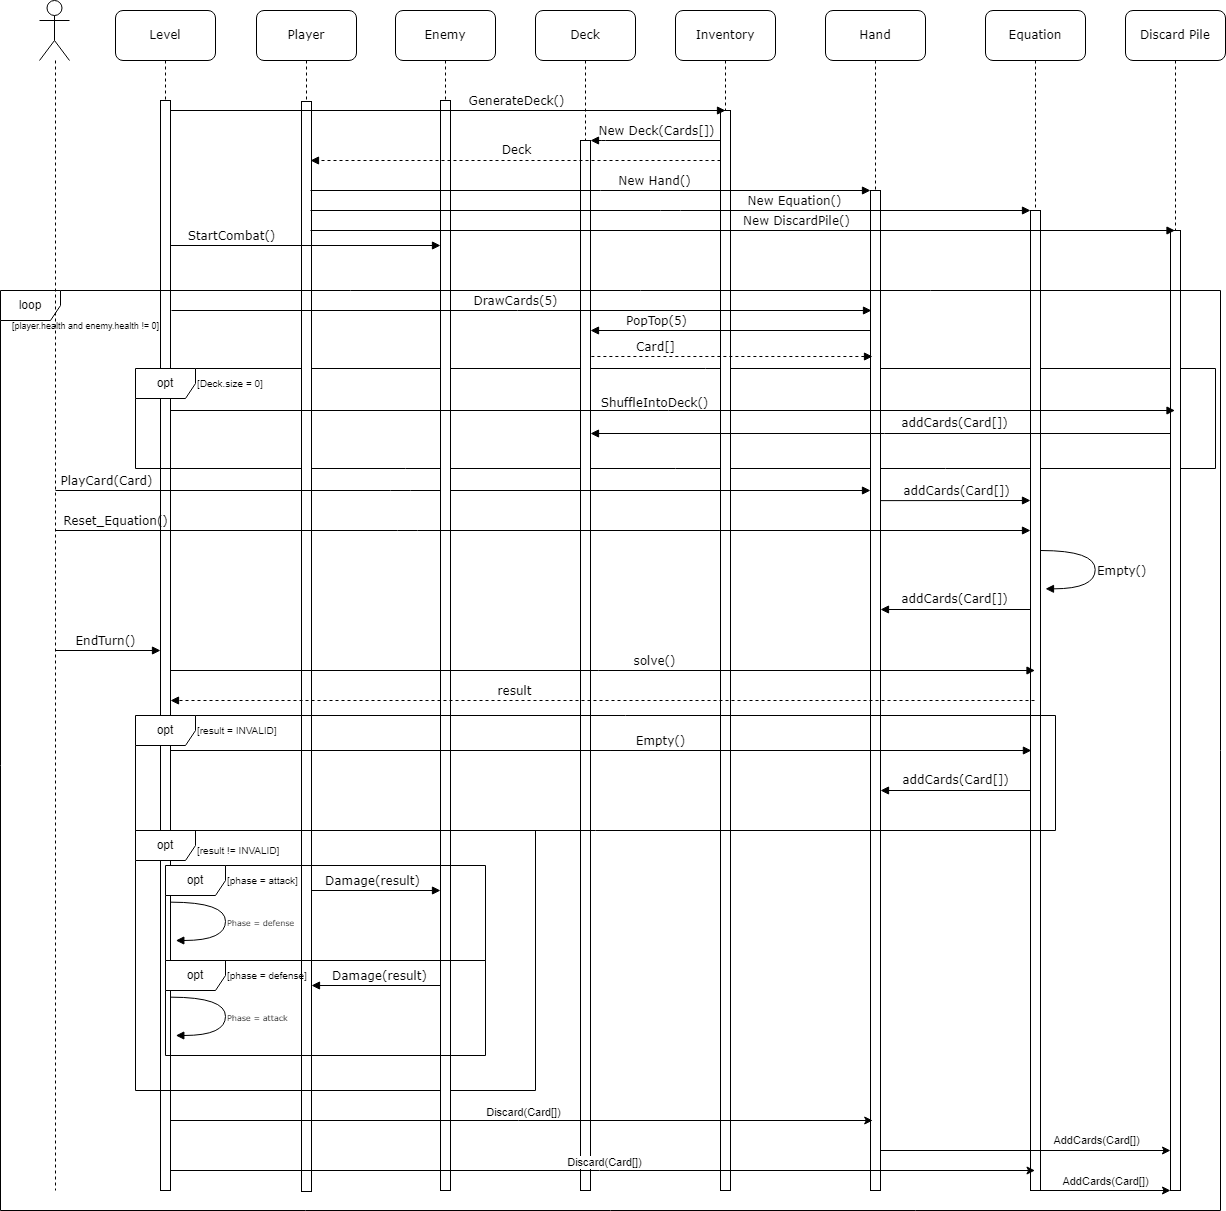 Level
Player
Enemy
Deck
Inventory
Hand
Equation
Discard Pile
GenerateDeck()
New Deck(Cards[])
Deck
New Hand()
New Equation()
New DiscardPile()
StartCombat()
loop
DrawCards(5)
[player.health and enemy.health != 0]
PopTop(5)
Card[]
opt
[Deck.size = 0]
ShuffleIntoDeck()
addCards(Card[])
PlayCard(Card)
addCards(Card[])
Reset_Equation()
Empty()
addCards(Card[])
EndTurn()
solve()
result
opt
[result = INVALID]
Empty()
addCards(Card[])
opt
[result != INVALID]
opt
[phase = attack]
Damage(result)
Phase = defense
opt
[phase = defense]
Damage(result)
Phase = attack
Discard(Card[])
AddCards(Card[])
Discard(Card[])
AddCards(Card[])